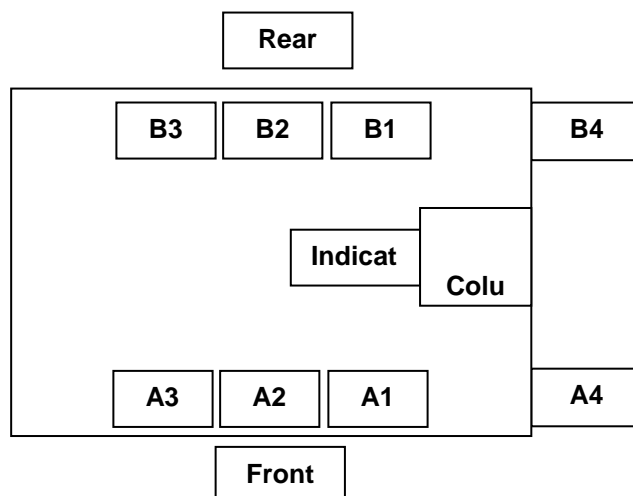 Rear
B3 B2 B1 B4
Indicat
Colu
A3 A2 A1 A4
Front